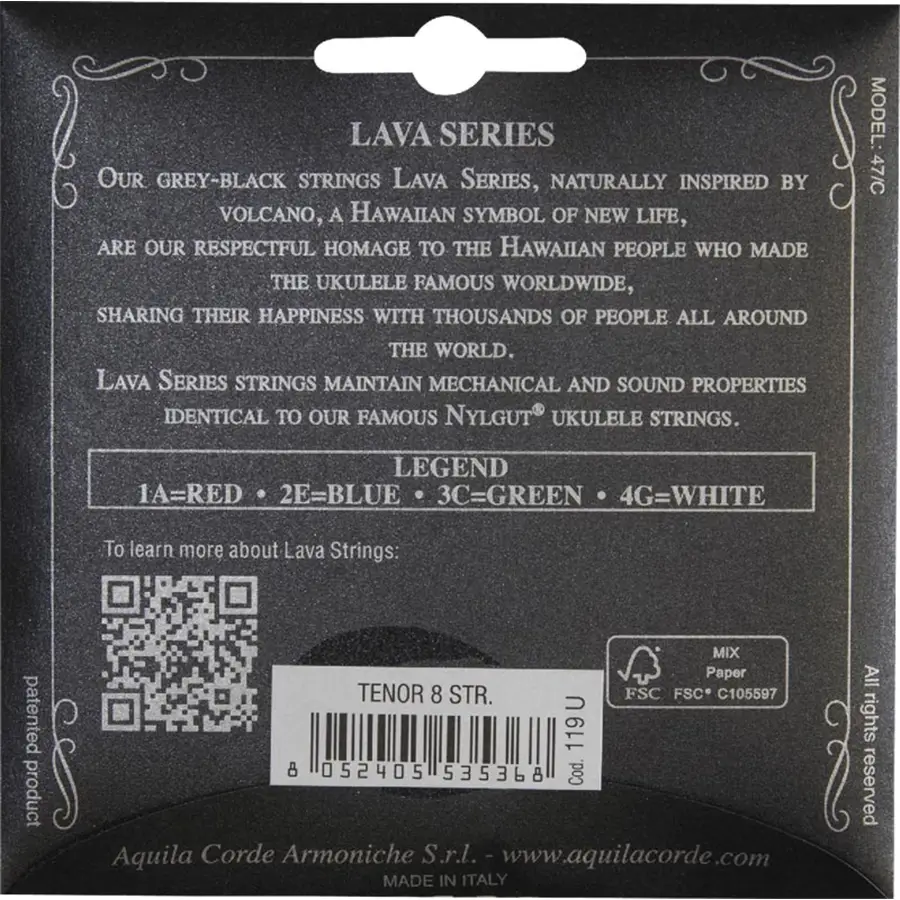 LAVA SERIES
OUR GREY-BLACK STRINGS LAVA SERIES, NATURALLY INSPIRED BY
VOLCANO, A HAWAIIAN SYMBOL OF NEW LIFE,
ARE OUR RESPECTFUL HOMAGE TO THE HAWAIIAN PEOPLE WHO MADE
THE UKULELE FAMOUS WORLDWIDE,
SHARING THEIR HAPPINESS WITH THOUSANDS OF PEOPLE ALL AROUND
THE WORLD.
LAVA SERIES STRINGS MAINTAIN MECHANICAL AND SOUND PROPERTIES
IDENTICAL TO OUR FAMOUS NYLGUT® UKULELE STRINGS.
LEGEND
1A=RED • 2E=BLUE • 3C=GREEN • 4G=WHITE
To learn more about Lava Strings:
MODEL: 47/C
FSC
MIX
Paper
FSC® C105597
TENOR 8 STR.
8 052405 535368
Cod. 119 U
patented product
All rights reserved
Aquila Corde Armoniche S.r.l. - www.aquilacorde.com
MADE IN ITALY